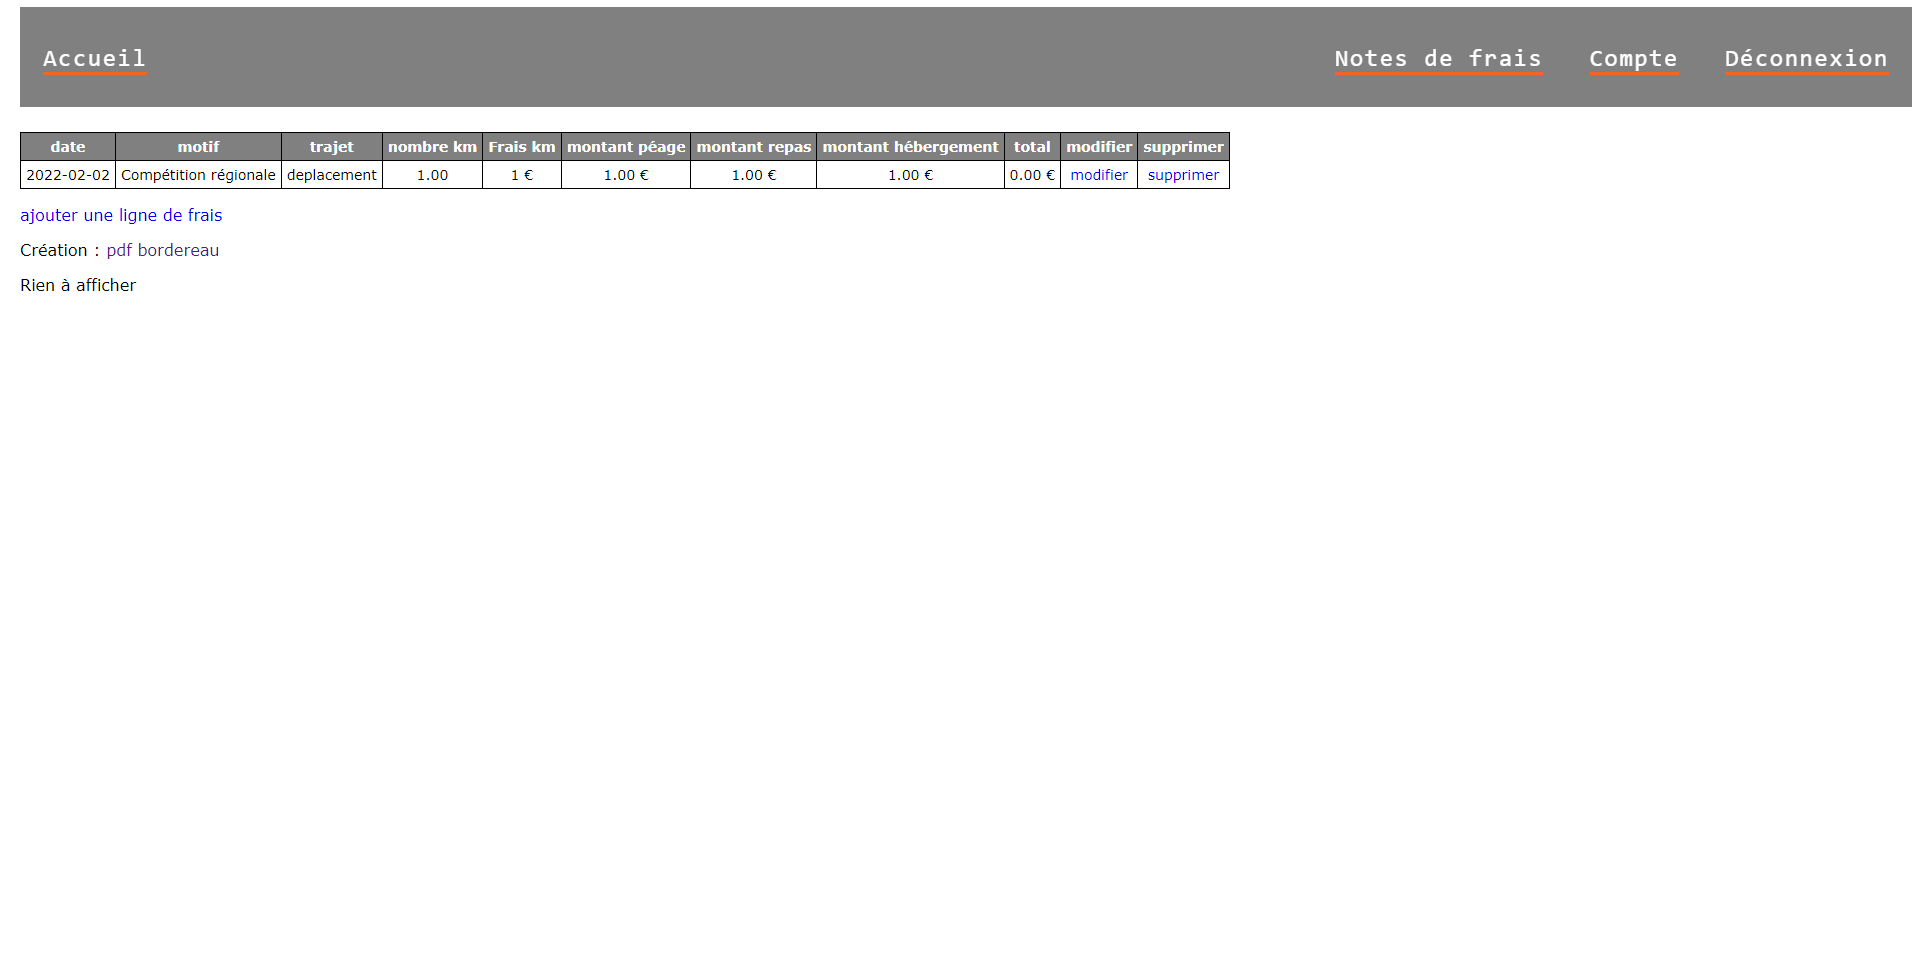 Accueil Notes de frais Compte Déconnexion
date motif trajet nombre km Frais km montant péage montant repas montant hébergement total modifier supprimer
2022-02-02 Compétition régionale deplacement 1.00 1 € 1.00 € 1.00 € 1.00 € 0.00 € modifier supprimer
ajouter une ligne de frais
Création : pdf bordereau
Rien à afficher